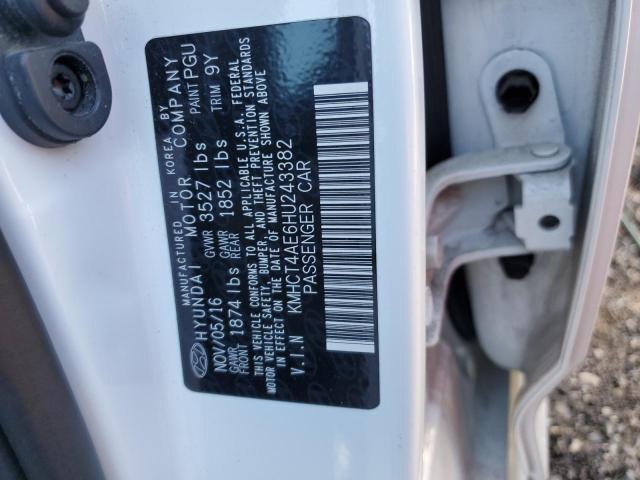 MANUFACTURED IN KOREA BY
HYUNDAI MOTOR COMPANY
NOV/05/16 GVWR 3527 lbs PAINT PGU
GAWR FRONT 1874 lbs GAWR REAR 1852 lbs TRIM 9Y
THIS VEHICLE CONFORMS TO ALL APPLICABLE U.S.A. FEDERAL
MOTOR VEHICLE SAFETY, BUMPER, AND THEFT PREVENTION STANDARDS
IN EFFECT ON THE DATE OF MANUFACTURE SHOWN ABOVE
V.I.N KMHCT4AE6HU243382
PASSENGER CAR